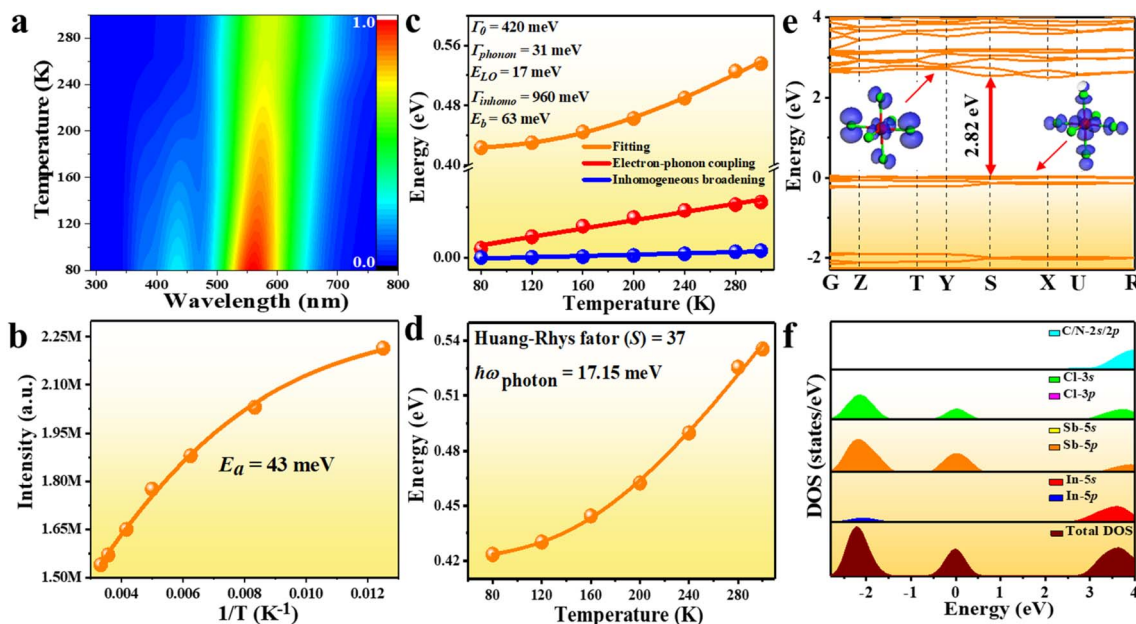 a
Temperature (K)
280
240
200
160
120
80
1.0
0.0
300 400 500 600 700 800
Wavelength (nm)
b
Intensity (a.u.)
2.25M
2.10M
1.95M
1.80M
1.65M
1.50M
Ea = 43 meV
0.004 0.006 0.008 0.010 0.012
1/T (K-1)
c
Energy (eV)
0.56
0.48
0.40
0.00
Γ0 = 420 meV
Γphonon = 31 meV
ELO = 17 meV
Γinhomo = 960 meV
Eb = 63 meV
Fitting
Electron-phonon coupling
Inhomogeneous broadening
80 120 160 200 240 280
Temperature (K)
d
Energy (eV)
0.54
0.51
0.48
0.45
0.42
Huang-Rhys fator (S) = 37
ℏω photon = 17.15 meV
80 120 160 200 240 280
Temperature (K)
e
Energy (eV)
4
2
0
-2
2.82 eV
G Z T Y S X U R
f
DOS (states/eV)
C/N-2s/2p
Cl-3s
Cl-3p
Sb-5s
Sb-5p
In-5s
In-5p
Total DOS
-2 -1 0 1 2 3 4
Energy (eV)